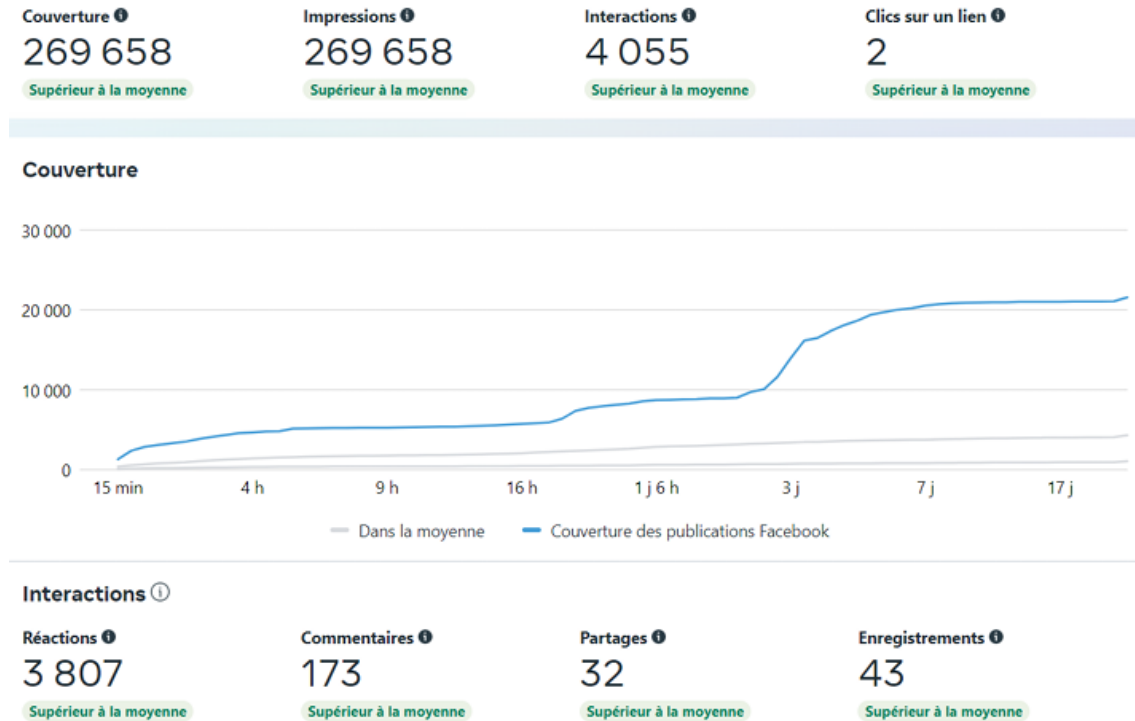 Couverture Impressions Interactions Clics sur un lien
269 658 269 658 4 055 2
Supérieur à la moyenne Supérieur à la moyenne Supérieur à la moyenne Supérieur à la moyenne
Couverture
30 000
20 000
10 000
0
15 min 4 h 9 h 16 h 1 j 6 h 3 j 7 j 17 j
Dans la moyenne Couverture des publications Facebook
Interactions
Réactions Commentaires Partages Enregistrements
3 807 173 32 43
Supérieur à la moyenne Supérieur à la moyenne Supérieur à la moyenne Supérieur à la moyenne